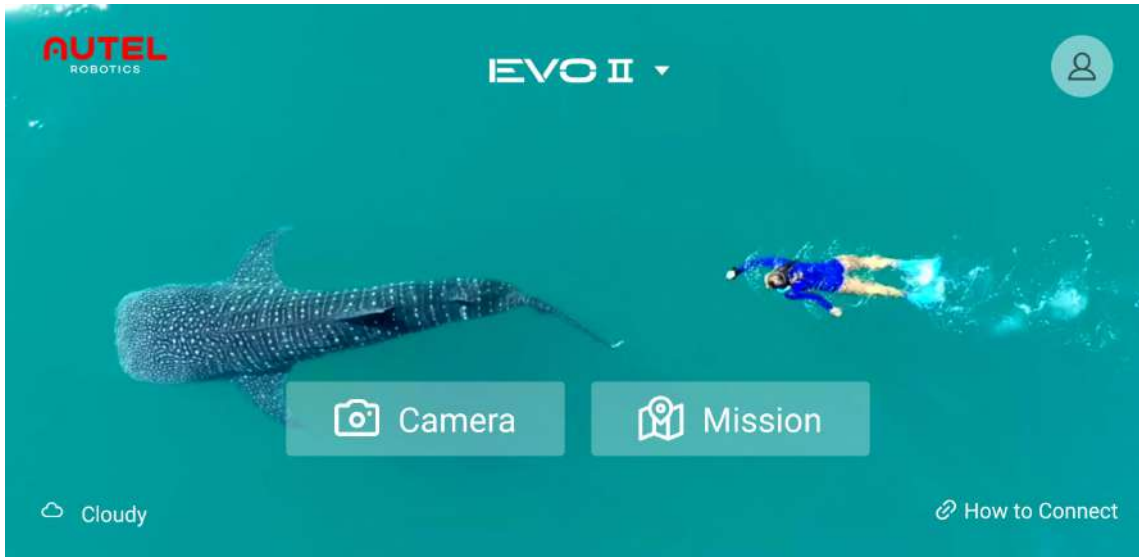 AUTEL
ROBOTICS
EVO II
Camera
Mission
Cloudy
How to Connect